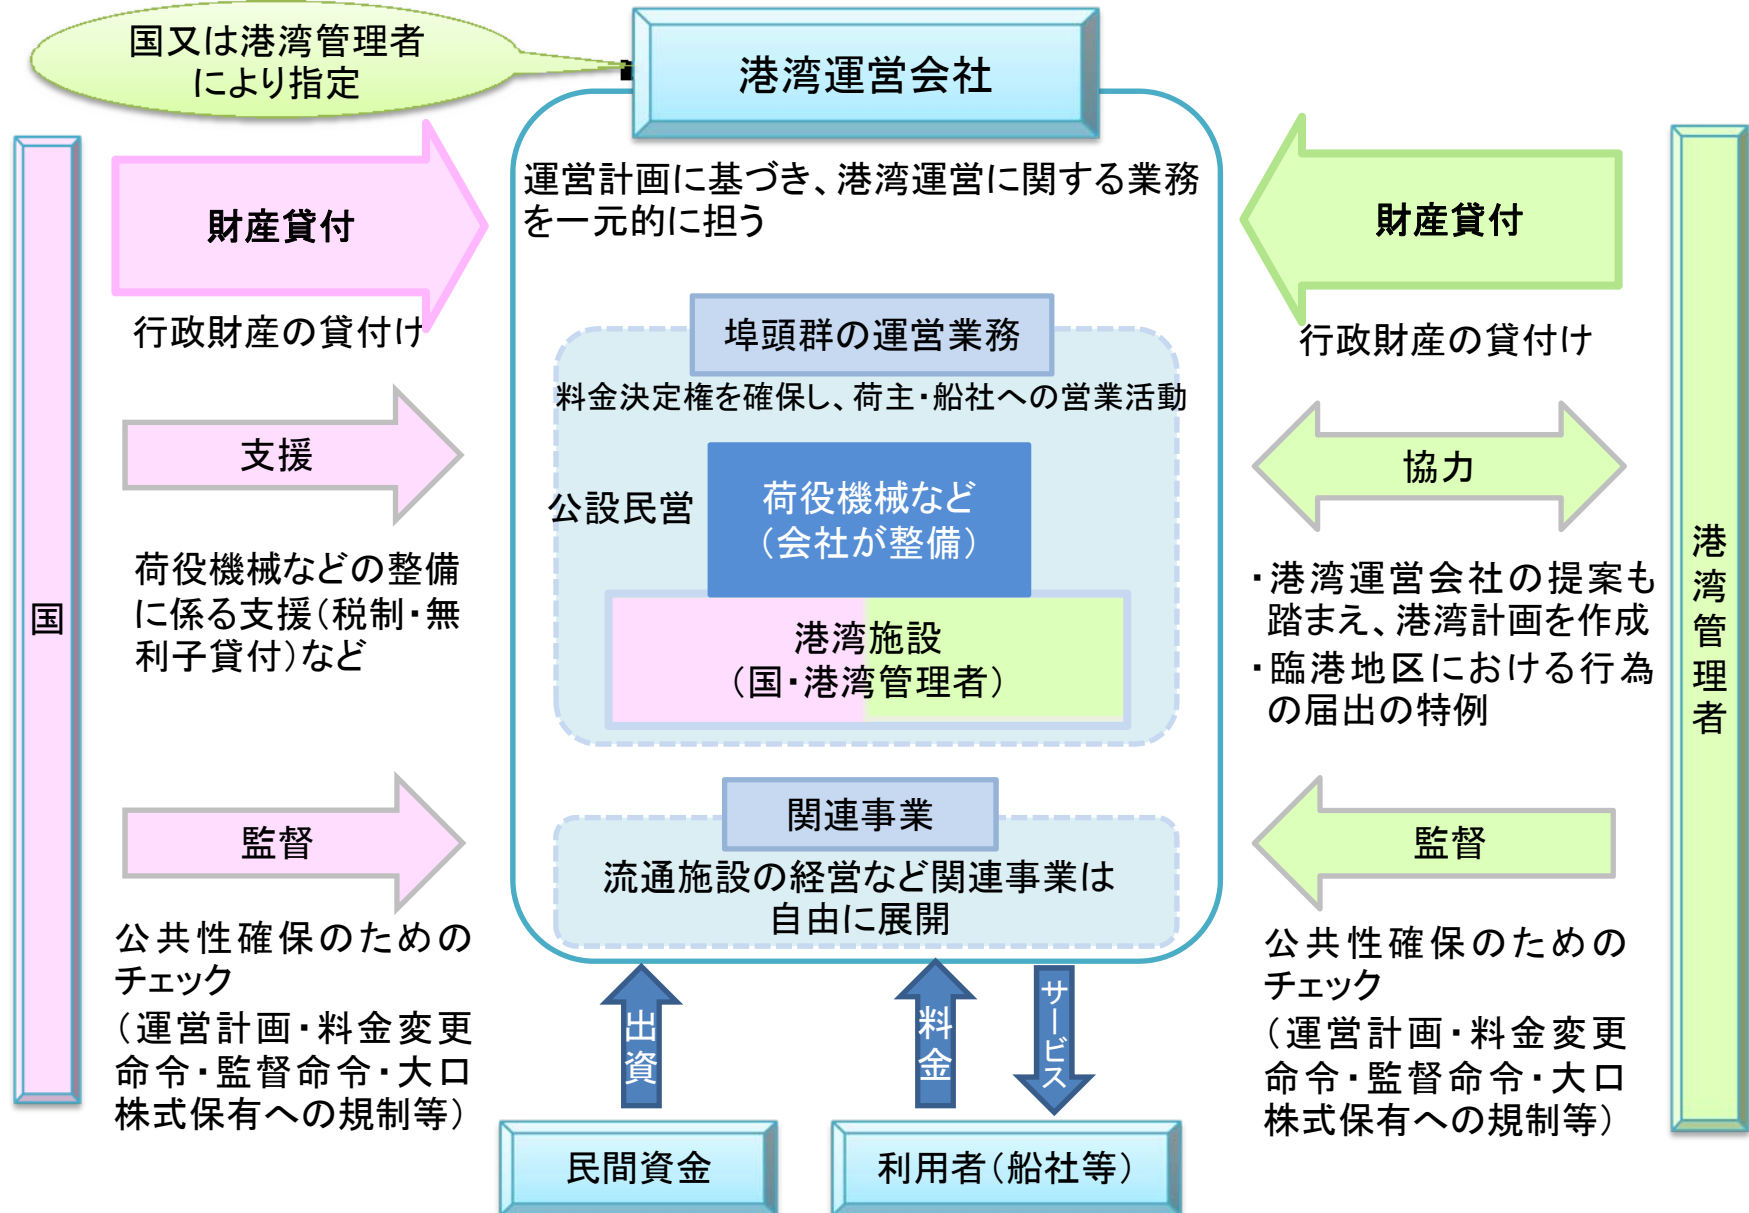 国又は港湾管理者
により指定
港湾運営会社
運営計画に基づき、港湾運営に関する業務
を一元的に担う
国
財産貸付
行政財産の貸付け
支援
荷役機械などの整備
に係る支援(税制・無
利子貸付)など
監督
公共性確保のための
チェック
(運営計画・料金変更
命令・監督命令・大口
株式保有への規制等)
埠頭群の運営業務
料金決定権を確保し、荷主・船社への営業活動
公設民営
荷役機械など
(会社が整備)
港湾施設
(国・港湾管理者)
関連事業
流通施設の経営など関連事業は
自由に展開
出資
料金
サービス
民間資金
利用者(船社等)
財産貸付
行政財産の貸付け
協力
・港湾運営会社の提案も
踏まえ、港湾計画を作成
・臨港地区における行為
の届出の特例
監督
公共性確保のための
チェック
(運営計画・料金変更
命令・監督命令・大口
株式保有への規制等)
港湾管理者